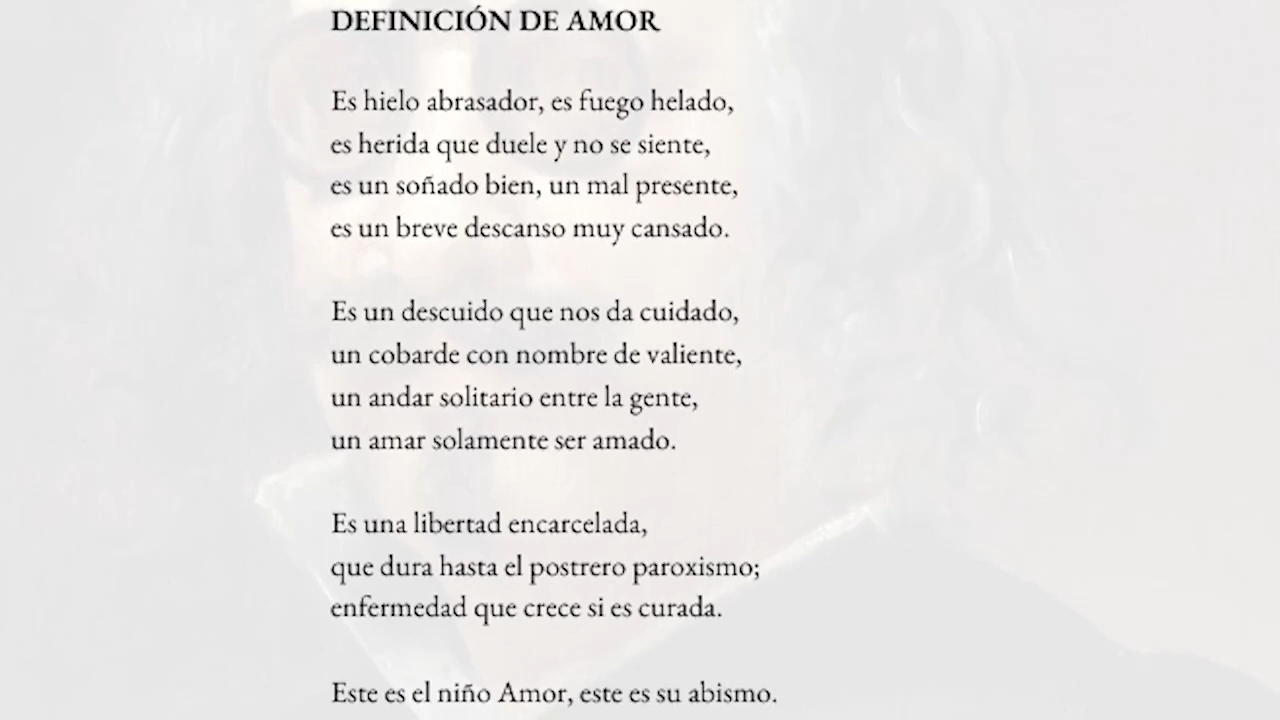 DEFINICIÓN DE AMOR
Es hielo abrasador, es fuego helado,
es herida que duele y no se siente,
es un soñado bien, un mal presente,
es un breve descanso muy cansado.
Es un descuido que nos da cuidado,
un cobarde con nombre de valiente,
un andar solitario entre la gente,
un amar solamente ser amado.
Es una libertad encarcelada,
que dura hasta el postrero paroxismo;
enfermedad que crece si es curada.
Este es el niño Amor, este es su abismo.